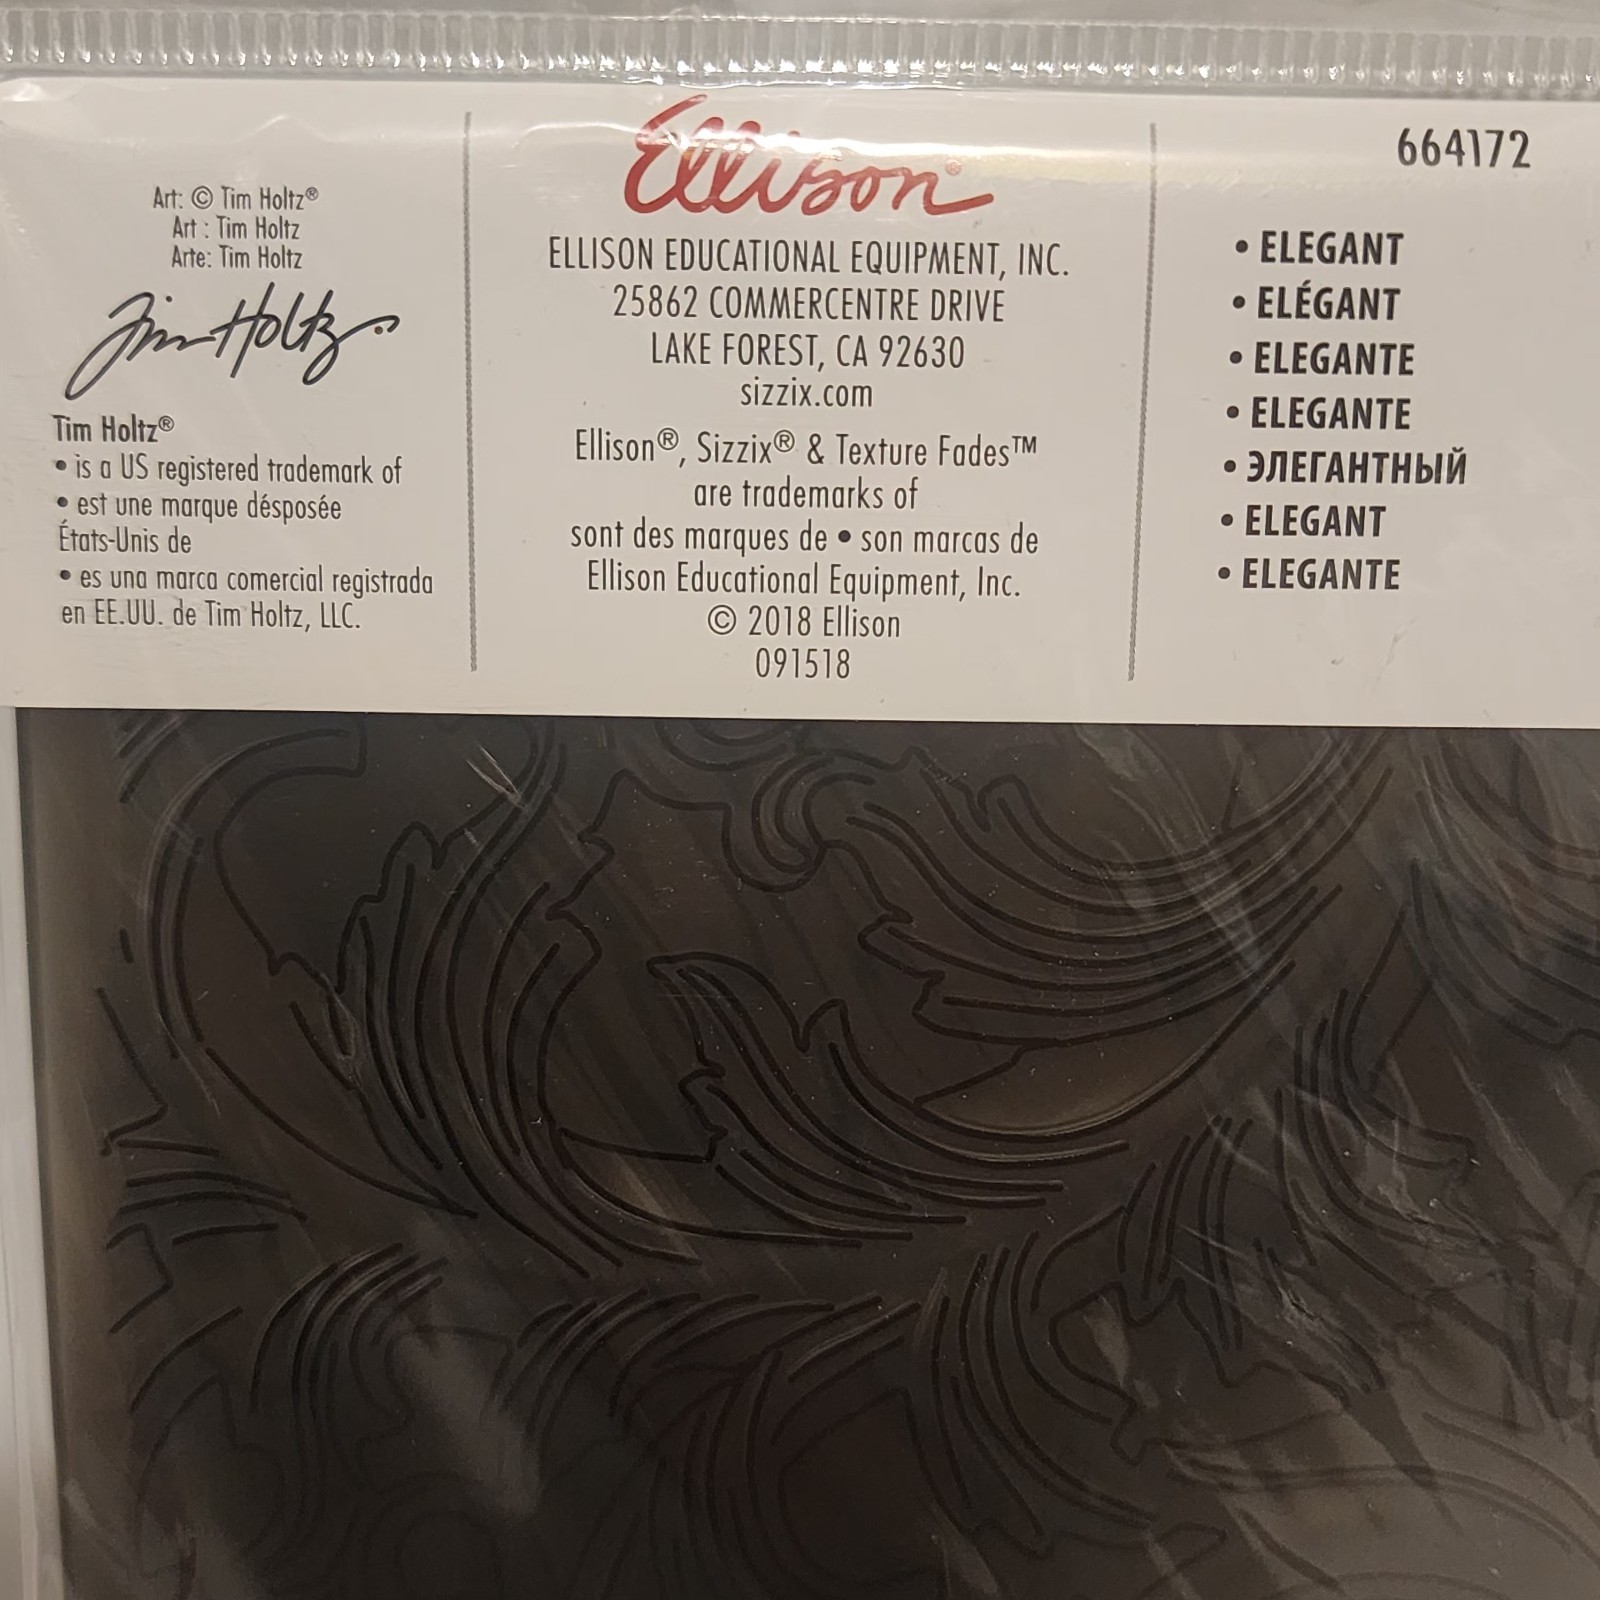 Art: © Tim Holtz®
Art : Tim Holtz
Arte: Tim Holtz
Tim Holtz
Tim Holtz®
• is a US registered trademark of
• est une marque désposée
États-Unis de
• es una marca comercial registrada
en EE.UU. de Tim Holtz, LLC.
Ellison®
ELLISON EDUCATIONAL EQUIPMENT, INC.
25862 COMMERCENTRE DRIVE
LAKE FOREST, CA 92630
sizzix.com
Ellison®, Sizzix® & Texture Fades™
are trademarks of
sont des marques de • son marcas de
Ellison Educational Equipment, Inc.
© 2018 Ellison
091518
664172
• ELEGANT
• ELÉGANT
• ELEGANTE
• ELEGANTE
• ЭЛЕГАНТНЫЙ
• ELEGANT
• ELEGANTE